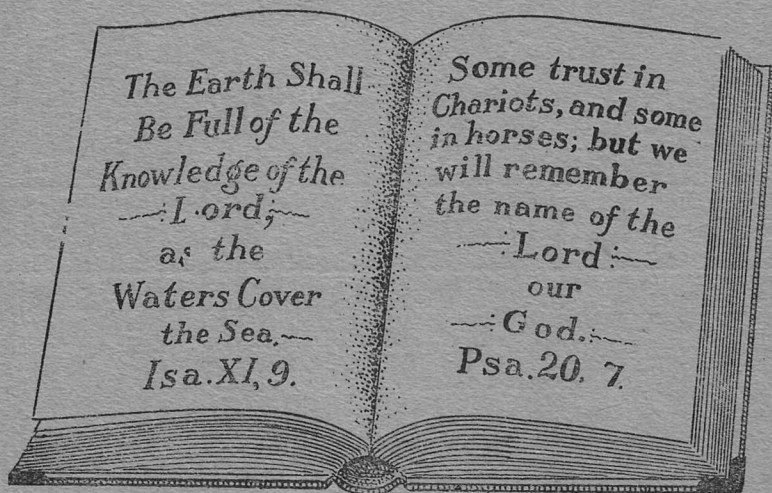 The Earth Shall
Be Full of the
Knowledge of the
Lord;
as the
Waters Cover
the Sea.
Isa. XI, 9.
Some trust in
Chariots, and some
in horses; but we
will remember
the name of the
Lord
our
God.
Psa. 20. 7.